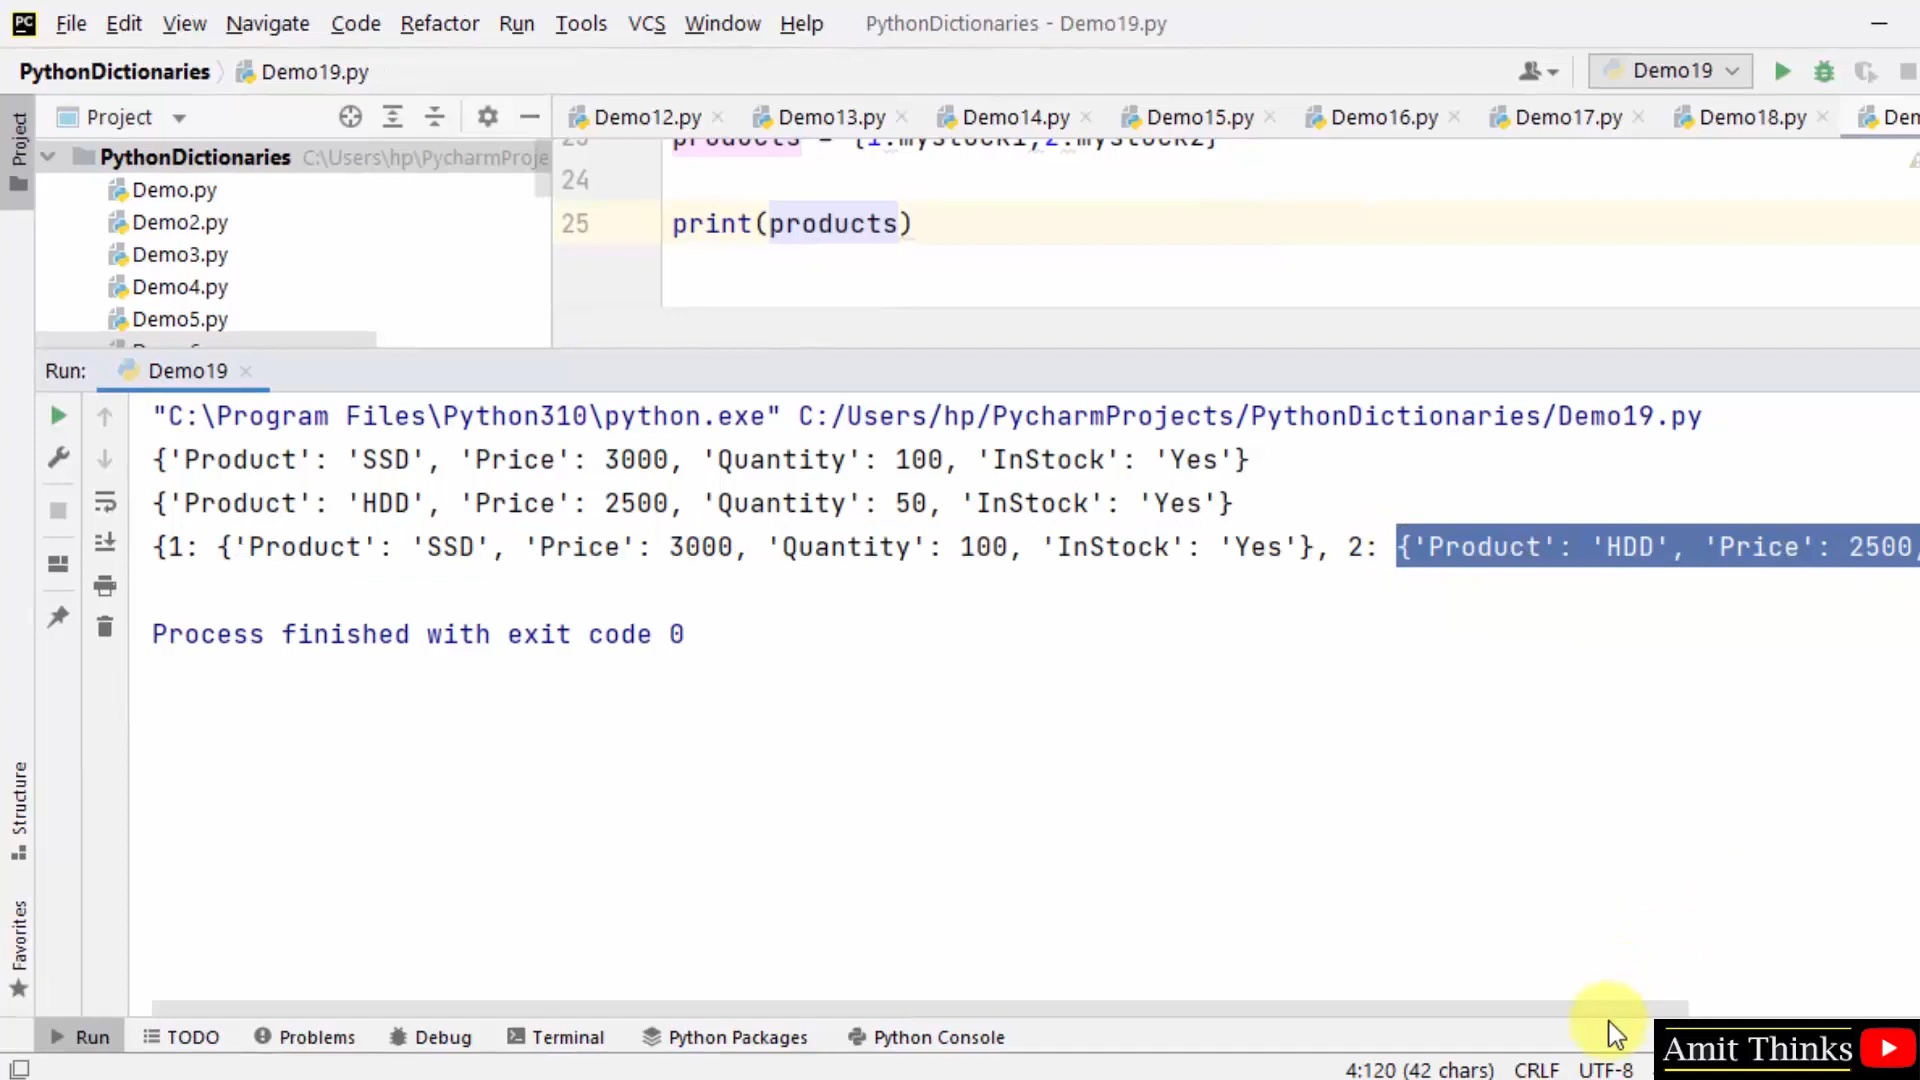 PC File Edit View Navigate Code Refactor Run Tools VCS Window Help PythonDictionaries - Demo19.py
PythonDictionaries Demo19.py Demo19
Project Demo12.py Demo13.py Demo14.py Demo15.py Demo16.py Demo17.py Demo18.py Dem
Project
PythonDictionaries C:\Users\hp\PycharmProje
Demo.py
Demo2.py
Demo3.py
Demo4.py
Demo5.py
23 products = {1:mystock1,2:mystock2}
24
25 print(products)
Run: Demo19
"C:\Program Files\Python310\python.exe" C:/Users/hp/PycharmProjects/PythonDictionaries/Demo19.py
{'Product': 'SSD', 'Price': 3000, 'Quantity': 100, 'InStock': 'Yes'}
{'Product': 'HDD', 'Price': 2500, 'Quantity': 50, 'InStock': 'Yes'}
{1: {'Product': 'SSD', 'Price': 3000, 'Quantity': 100, 'InStock': 'Yes'}, 2: {'Product': 'HDD', 'Price': 2500,
Process finished with exit code 0
Structure
Favorites
Run TODO Problems Debug Terminal Python Packages Python Console
4:120 (42 chars) CRLF UTF-8
Amit Thinks